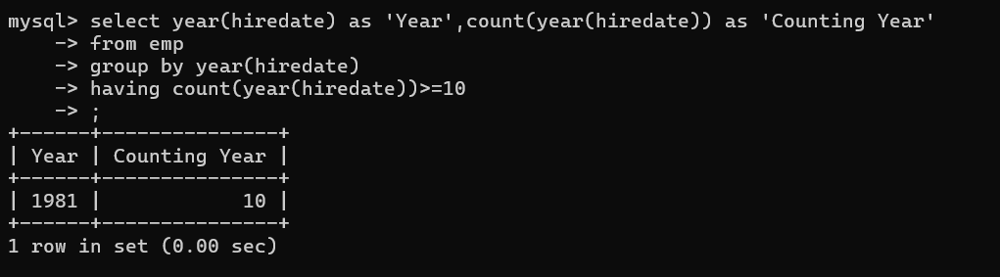 mysql> select year(hiredate) as 'Year',count(year(hiredate)) as 'Counting Year'
    -> from emp
    -> group by year(hiredate)
    -> having count(year(hiredate))>=10
    -> ;
+------+---------------+
| Year | Counting Year |
+------+---------------+
| 1981 |            10 |
+------+---------------+
1 row in set (0.00 sec)